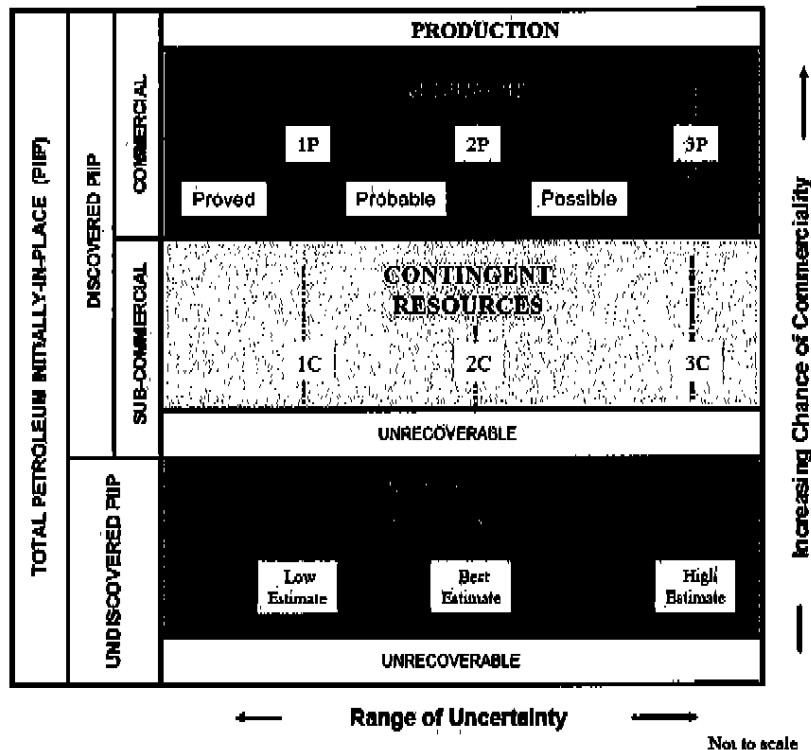 TOTAL PETROLEUM INITIALLY-IN-PLACE (PIIP)
DISCOVERED PIIP
UNDISCOVERED PIIP
COMMERCIAL
SUB-COMMERCIAL
PRODUCTION
1P
2P
3P
Proved
Probable
Possible
CONTINGENT
RESOURCES
1C
2C
3C
UNRECOVERABLE
Low
Estimate
Best
Estimate
High
Estimate
UNRECOVERABLE
Increasing Chance of Commerciality
Range of Uncertainty
Not to scale